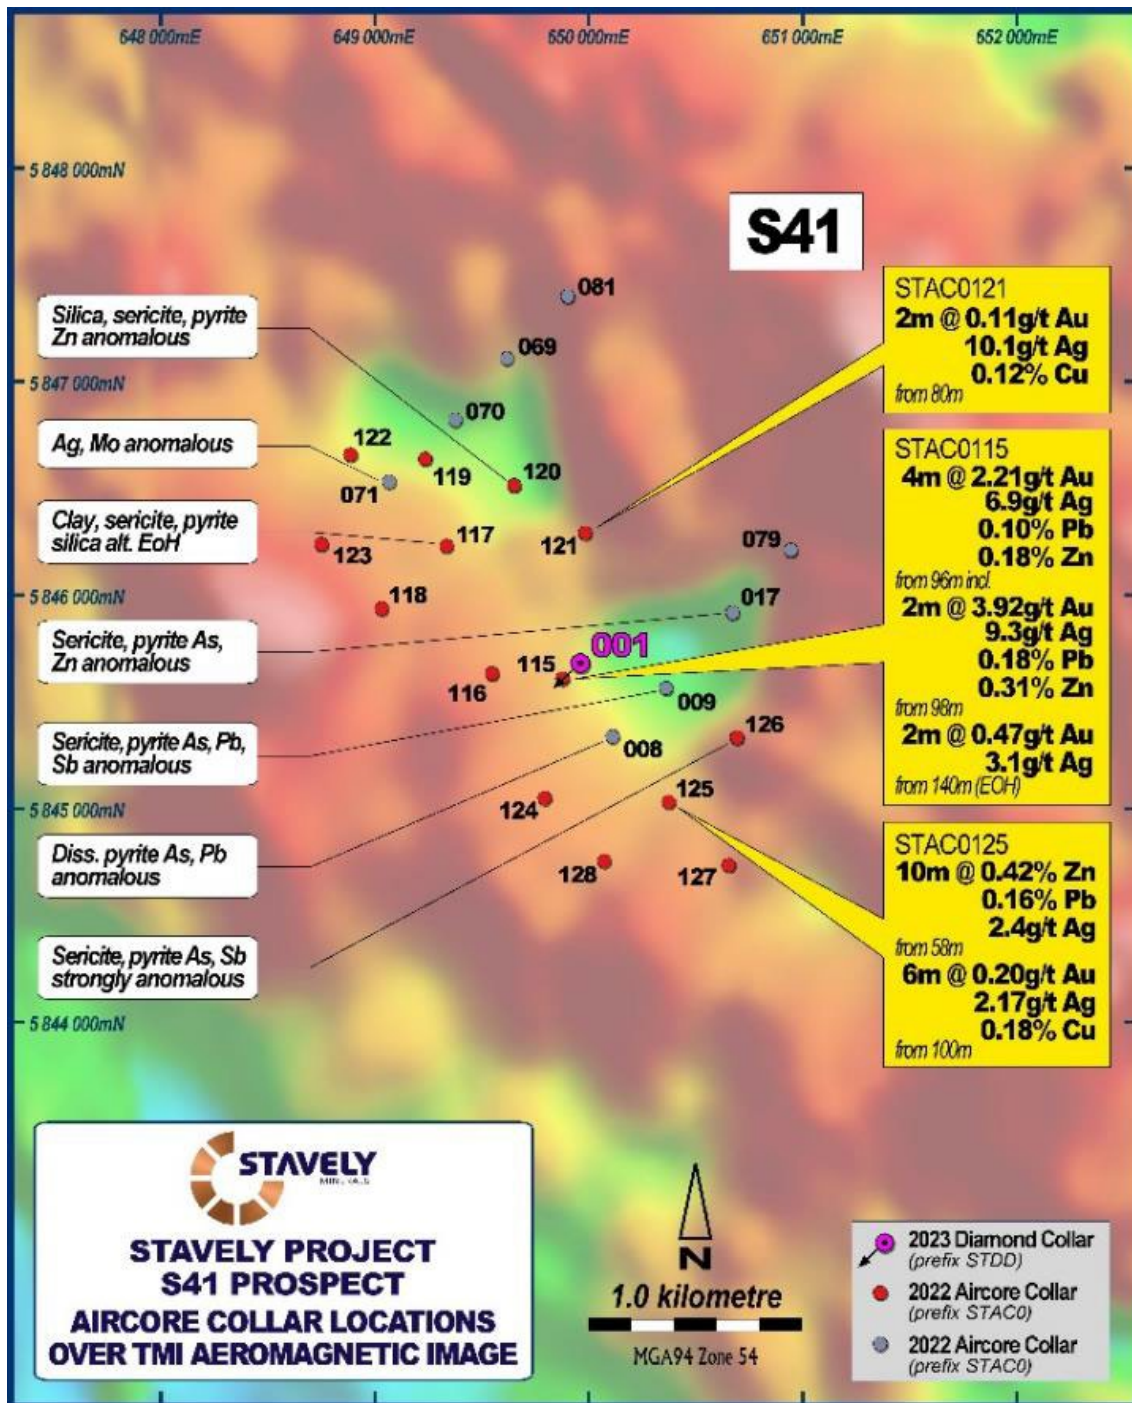 648 000mE
649 000mE
650 000mE
651 000mE
652 000mE
5 848 000mN
S41
081
STAC0121
2m @ 0.11g/t Au
10.1g/t Ag
0.12% Cu
from 80m
Silica, sericite, pyrite
Zn anomalous
069
5 847 000mN
070
Ag, Mo anomalous
122
119
120
071
STAC0115
4m @ 2.21g/t Au
6.9g/t Ag
0.10% Pb
0.18% Zn
from 96m incl.
2m @ 3.92g/t Au
9.3g/t Ag
0.18% Pb
0.31% Zn
from 98m
2m @ 0.47g/t Au
3.1g/t Ag
from 140m (EOH)
Clay, sericite, pyrite
silica alt. EoH
123
117
121
079
5 846 000mN
118
017
Sericite, pyrite As,
Zn anomalous
001
115
116
009
Sericite, pyrite As, Pb,
Sb anomalous
008
126
5 845 000mN
124
125
STAC0125
10m @ 0.42% Zn
0.16% Pb
2.4g/t Ag
from 58m
6m @ 0.20g/t Au
2.17g/t Ag
0.18% Cu
from 100m
Diss. pyrite As, Pb
anomalous
128
127
Sericite, pyrite As, Sb
strongly anomalous
5 844 000mN
STAVELY
MINERALS
STAVELY PROJECT
S41 PROSPECT
AIRCORE COLLAR LOCATIONS
OVER TMI AEROMAGNETIC IMAGE
N
1.0 kilometre
MGA94 Zone 54
2023 Diamond Collar
(prefix STDD)
2022 Aircore Collar
(prefix STAC0)
2022 Aircore Collar
(prefix STAC0)